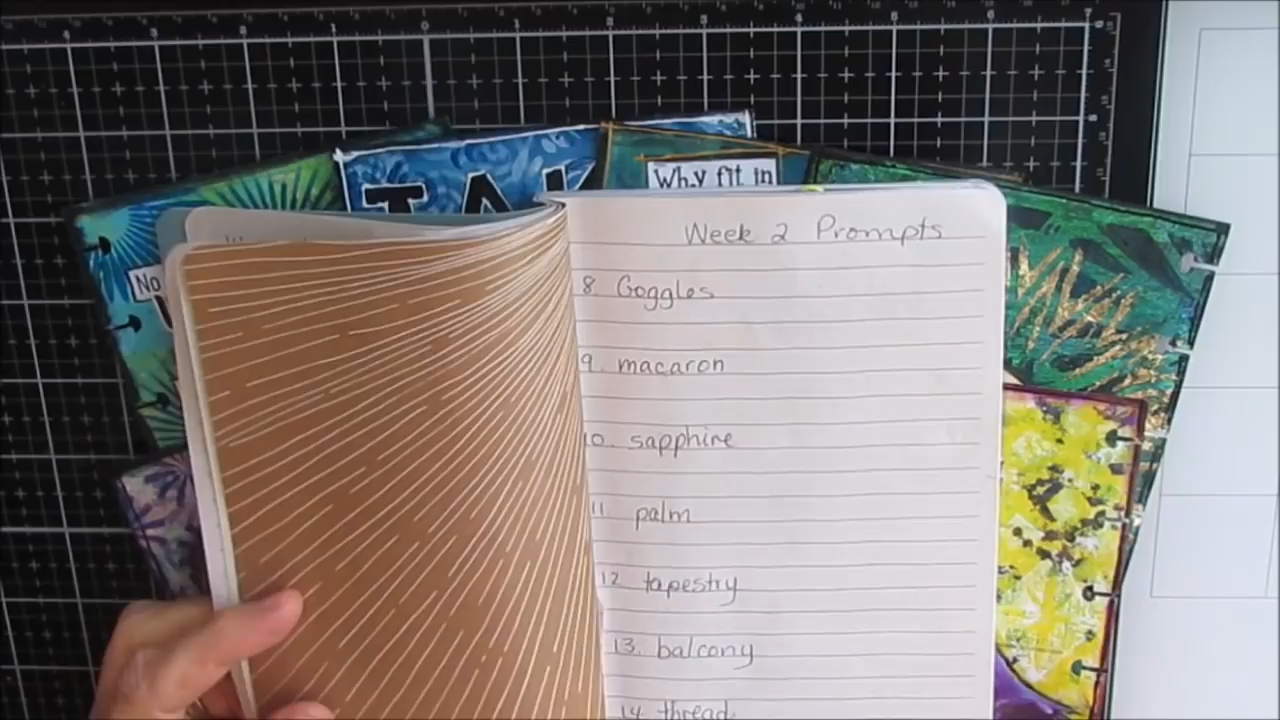 TAK
Why fit in
No
Week 2 Prompts
8. Goggles
9. macaron
10. sapphire
11. palm
12 tapestry
13. balcony
14. thread